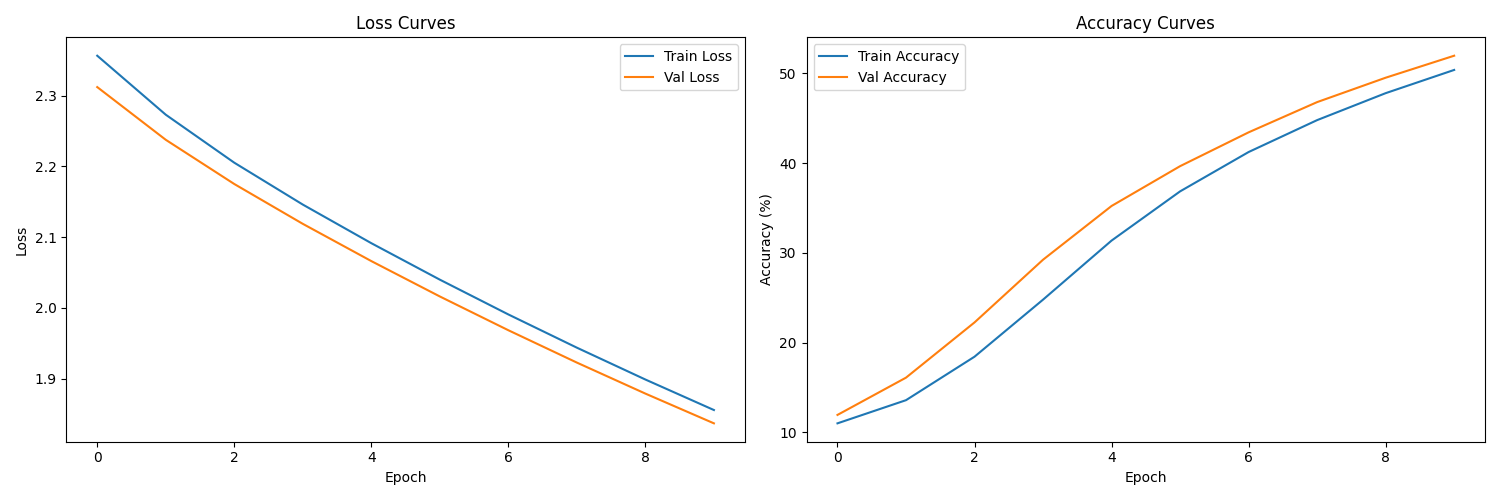 Loss Curves
Train Loss
Val Loss
2.3
2.2
2.1
2.0
1.9
Loss
0 2 4 6 8
Epoch
Accuracy Curves
Train Accuracy
Val Accuracy
50
40
30
20
10
Accuracy (%)
0 2 4 6 8
Epoch